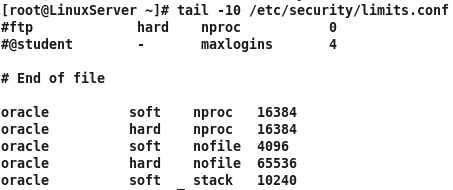 [root@LinuxServer ~]# tail -10 /etc/security/limits.conf
#ftp             hard    nproc           0
#@student        -       maxlogins       4

# End of file

oracle          soft    nproc   16384
oracle          hard    nproc   16384
oracle          soft    nofile  4096
oracle          hard    nofile  65536
oracle          soft    stack   10240